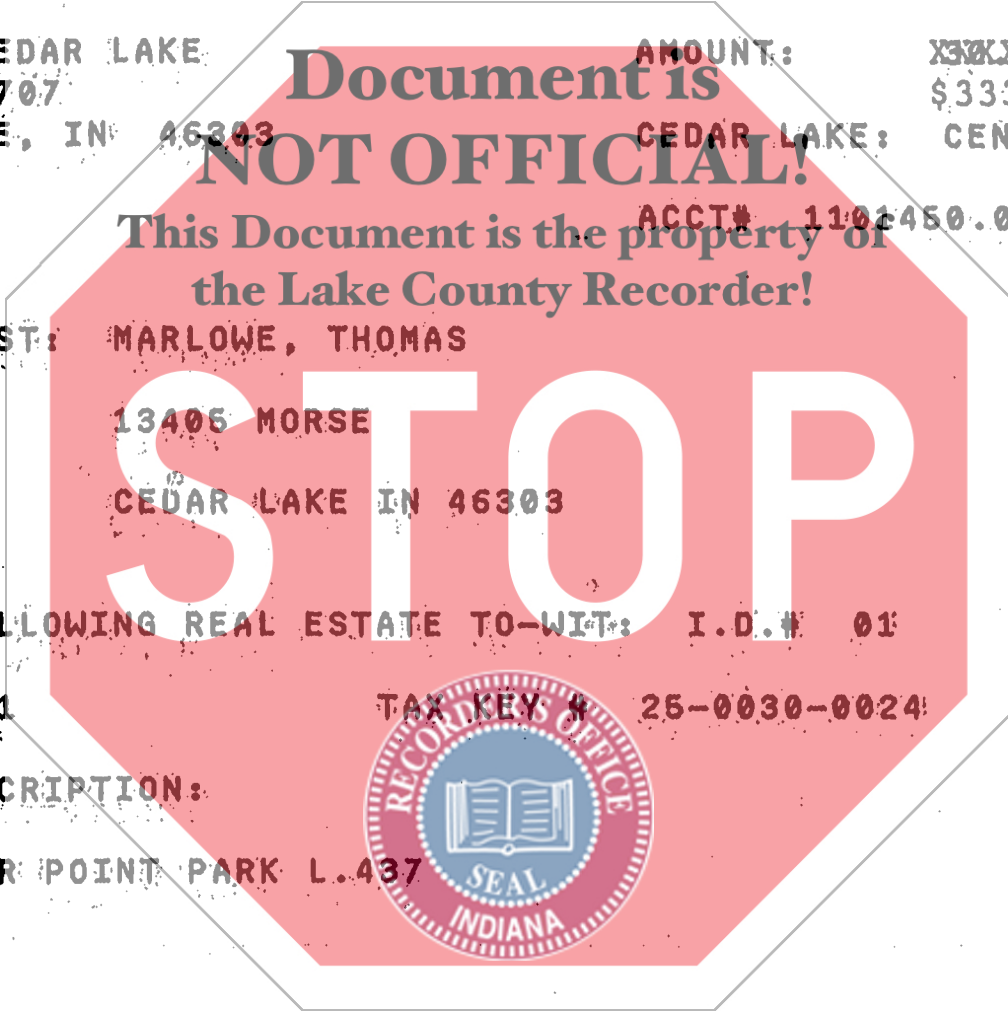 EDAR LAKE AMOUNT:
707 $333
E, IN 46303 CEDAR LAKE: CEN
ACCT# 1101450.0
Document is
NOT OFFICIAL!
This Document is the property of
the Lake County Recorder!
ST: MARLOWE, THOMAS
13405 MORSE
CEDAR LAKE IN 46303
STOP
LLOWING REAL ESTATE TO-WIT: I.D.# 01
1 TAX KEY # 25-0030-0024
CRIPTION:
R POINT PARK L.437
RECORDER'S OFFICE
SEAL
INDIANA